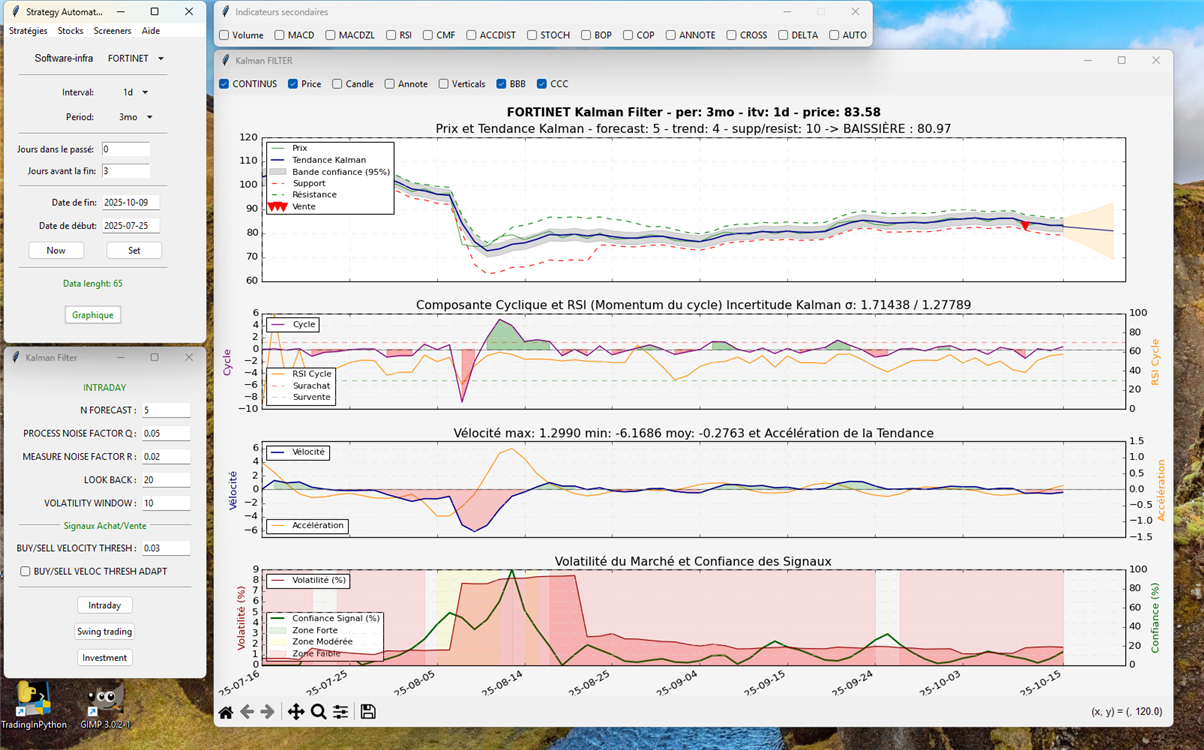 Strategy Automat...
Stratégies Stocks Screeners Aide
Software-infra FORTINET
Interval: 1d
Period: 3mo
Jours dans le passé: 0
Jours avant la fin: 3
Date de fin: 2025-10-09
Date de début: 2025-07-25
Now Set
Data lenght: 65
Graphique
Kalman Filter
INTRADAY
N FORECAST : 5
PROCESS NOISE FACTOR Q : 0.05
MEASURE NOISE FACTOR R : 0.02
LOOK BACK : 20
VOLATILITY WINDOW : 10
Signaux Achat/Vente
BUY/SELL VELOCITY THRESH : 0.03
BUY/SELL VELOC THRESH ADAPT
Intraday
Swing trading
Investment
TradingInPython GIMP 3.0.2-1
Indicateurs secondaires
Volume MACD MACDZL RSI CMF ACCDIST STOCH BOP COP ANNOTE CROSS DELTA AUTO
Kalman FILTER
CONTINUS Price Candle Annote Verticals BBB CCC
FORTINET Kalman Filter - per: 3mo - itv: 1d - price: 83.58
Prix et Tendance Kalman - forecast: 5 - trend: 4 - supp/resist: 10 -> BAISSIÈRE : 80.97
120
110
100
90
80
70
60
Prix
Tendance Kalman
Bande confiance (95%)
Support
Résistance
Vente
Composante Cyclique et RSI (Momentum du cycle) Incertitude Kalman σ: 1.71438 / 1.27789
Cycle
6
4
2
0
−2
−4
−6
−8
−10
Cycle
RSI Cycle
Surachat
Survente
100
80
60
40
20
0
RSI Cycle
Vélocité max: 1.2990 min: -6.1686 moy: -0.2763 et Accélération de la Tendance
Vélocité
6
4
2
0
−2
−4
−6
Vélocité
Accélération
1.5
1.0
0.5
0.0
−0.5
−1.0
−1.5
Accélération
Volatilité du Marché et Confiance des Signaux
Volatilité (%)
9
8
7
6
5
4
3
2
1
0
Volatilité (%)
Confiance Signal (%)
Zone Forte
Zone Modérée
Zone Faible
100
80
60
40
20
0
Confiance (%)
25-07-16 25-07-25 25-08-05 25-08-14 25-08-25 25-09-04 25-09-15 25-09-24 25-10-03 25-10-15
(x, y) = (, 120.0)